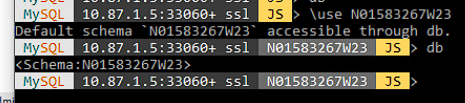 MySQL 10.87.1.5:33060+ ssl JS > \use N01583267W23
Default schema `N01583267W23` accessible through db.
MySQL 10.87.1.5:33060+ ssl N01583267W23 JS > db
<Schema:N01583267W23>
MySQL 10.87.1.5:33060+ ssl N01583267W23 JS >